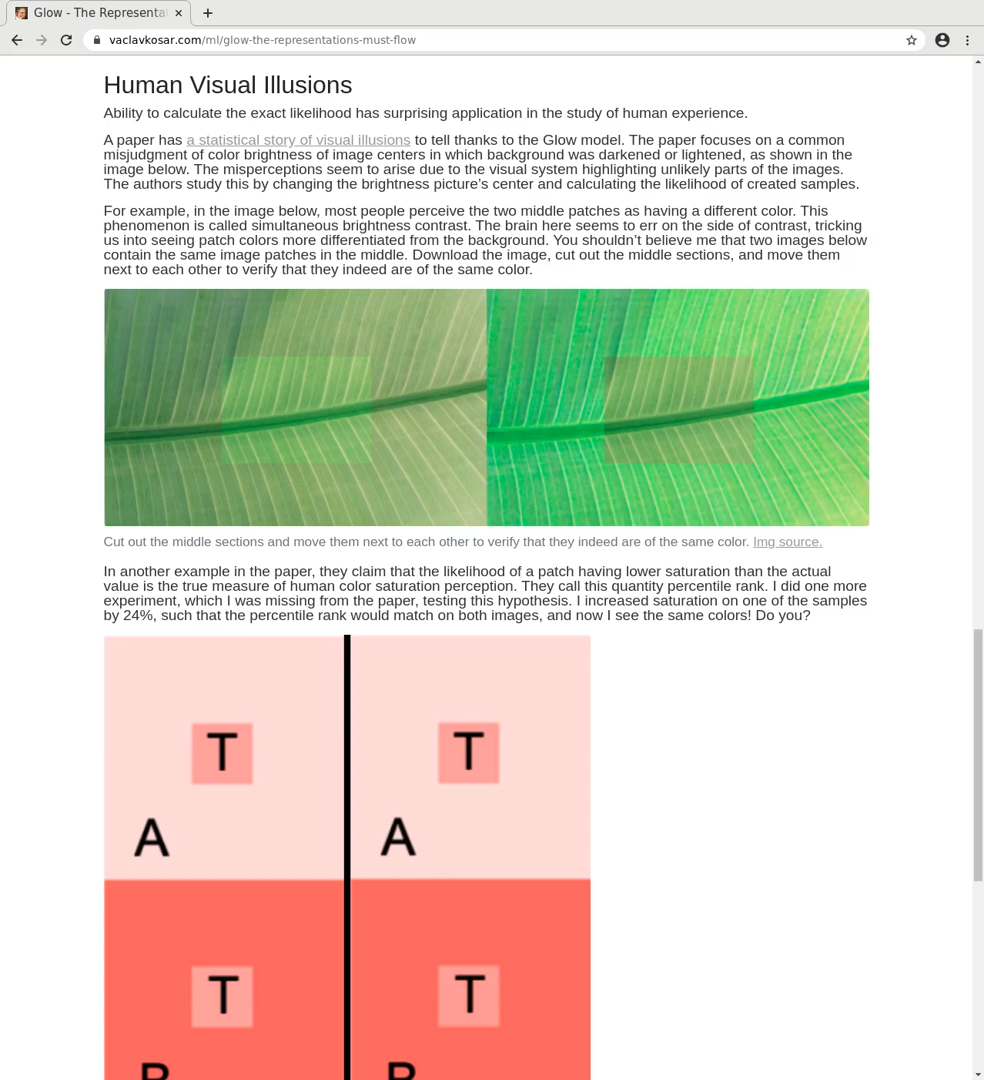 Glow - The Representa
vaclavkosar.com/ml/glow-the-representations-must-flow
Human Visual Illusions
Ability to calculate the exact likelihood has surprising application in the study of human experience.
A paper has a statistical story of visual illusions to tell thanks to the Glow model. The paper focuses on a common
misjudgment of color brightness of image centers in which background was darkened or lightened, as shown in the
image below. The misperceptions seem to arise due to the visual system highlighting unlikely parts of the images.
The authors study this by changing the brightness picture's center and calculating the likelihood of created samples.
For example, in the image below, most people perceive the two middle patches as having a different color. This
phenomenon is called simultaneous brightness contrast. The brain here seems to err on the side of contrast, tricking
us into seeing patch colors more differentiated from the background. You shouldn't believe me that two images below
contain the same image patches in the middle. Download the image, cut out the middle sections, and move them
next to each other to verify that they indeed are of the same color.
Cut out the middle sections and move them next to each other to verify that they indeed are of the same color. Img source.
In another example in the paper, they claim that the likelihood of a patch having lower saturation than the actual
value is the true measure of human color saturation perception. They call this quantity percentile rank. I did one more
experiment, which I was missing from the paper, testing this hypothesis. I increased saturation on one of the samples
by 24%, such that the percentile rank would match on both images, and now I see the same colors! Do you?
T T
A A
T T
B B